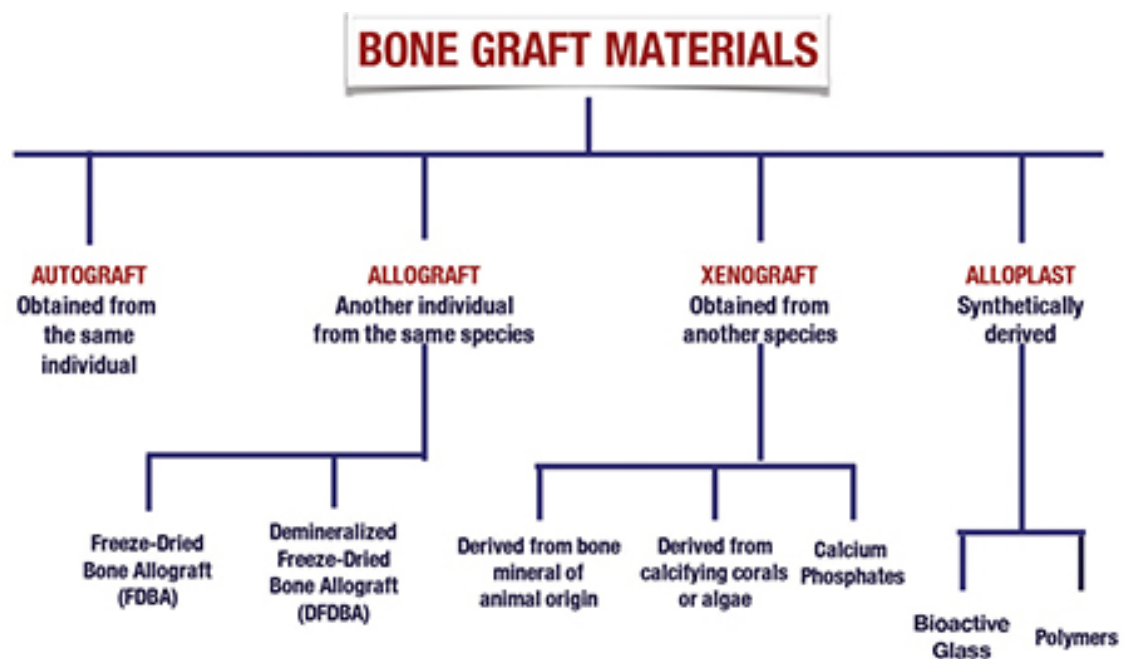 BONE GRAFT MATERIALS
AUTOGRAFT
Obtained from
the same
individual
ALLOGRAFT
Another individual
from the same species
XENOGRAFT
Obtained from
another species
ALLOPLAST
Synthetically
derived
Freeze-Dried
Bone Allograft
(FDBA)
Demineralized
Freeze-Dried
Bone Allograft
(DFDBA)
Derived from bone
mineral of
animal origin
Derived from
calcifying corals
or algae
Calcium
Phosphates
Bioactive
Glass
Polymers